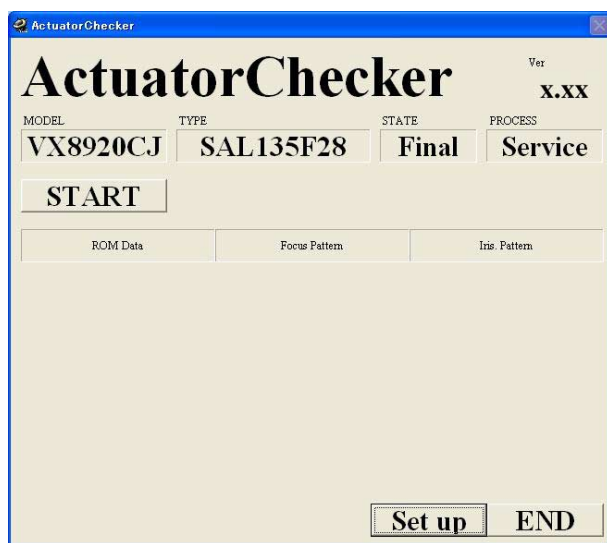 ActuatorChecker
ActuatorChecker
Ver
x.xx
MODEL TYPE STATE PROCESS
VX8920CJ SAL135F28 Final Service
START
ROM Data Focus Pattern Iris. Pattern
Set up END